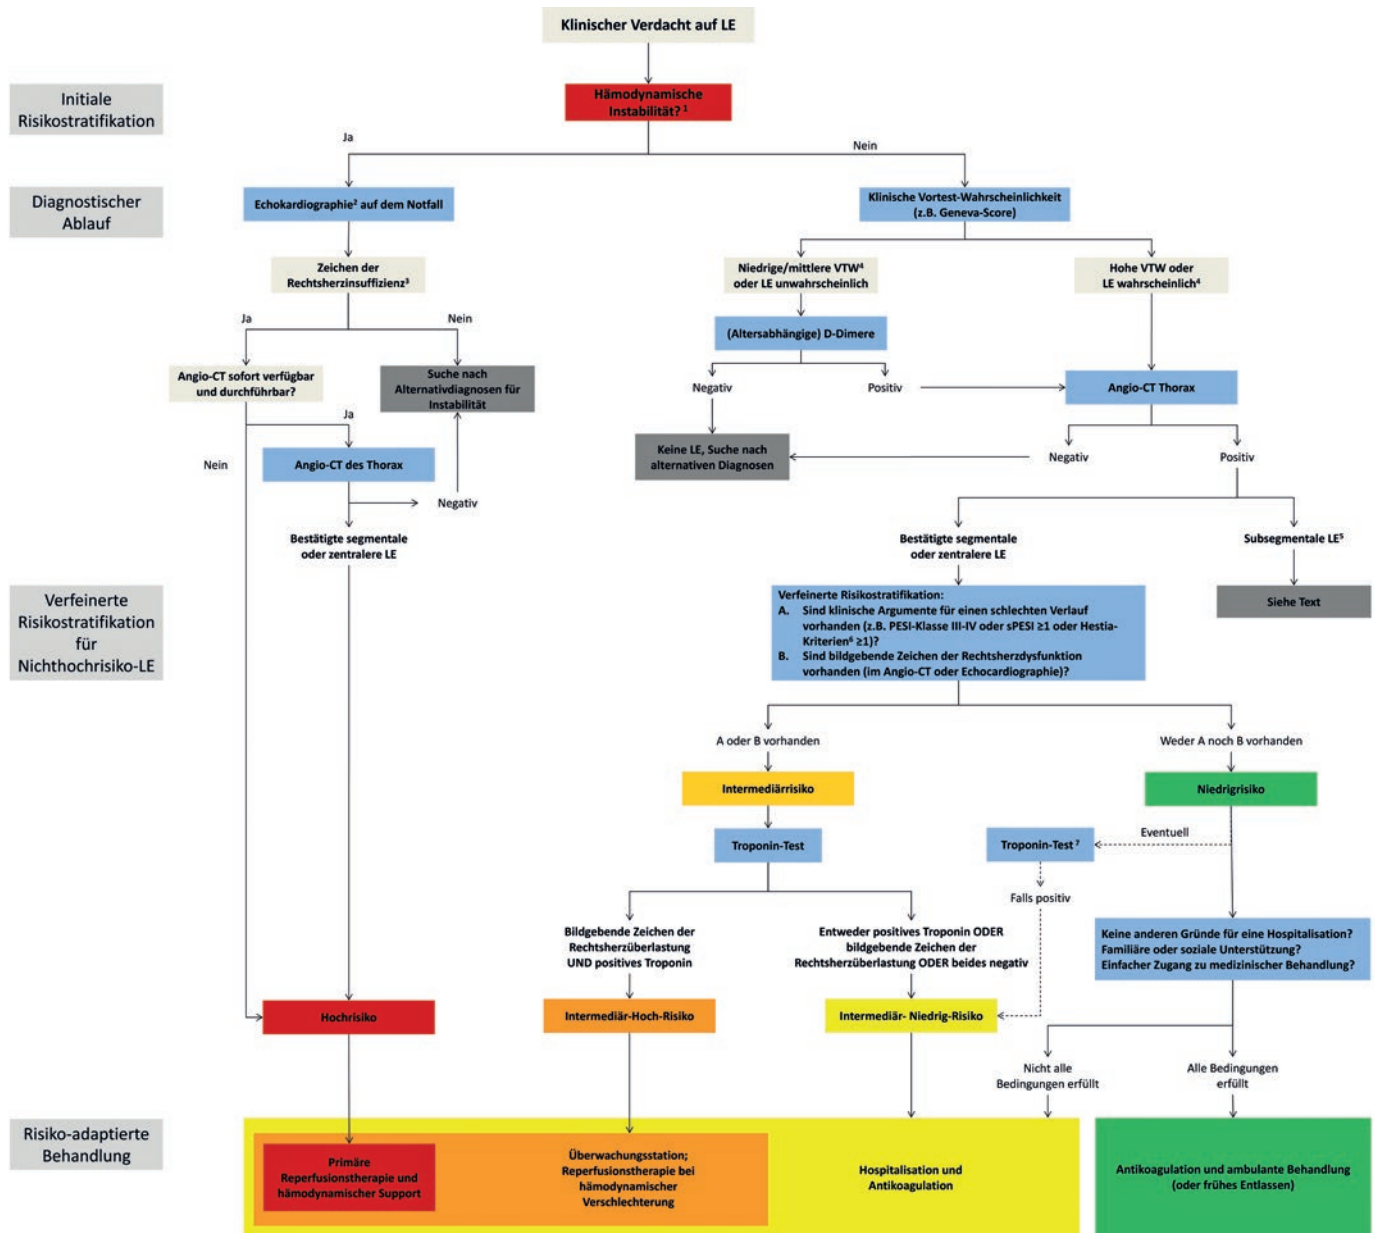 Klinischer Verdacht auf LE
Initiale
Risikostratifikation
Hämodynamische
Instabilität? ¹
Ja
Nein
Diagnostischer
Ablauf
Echokardiographie² auf dem Notfall
Klinische Vortest-Wahrscheinlichkeit
(z.B. Geneva-Score)
Zeichen der
Rechtsherzinsuffizienz³
Niedrige/mittlere VTW⁴
oder LE unwahrscheinlich
Hohe VTW oder
LE wahrscheinlich⁴
Ja
Nein
(Altersabhängige) D-Dimere
Angio-CT sofort verfügbar
und durchführbar?
Suche nach
Alternativdiagnosen für
Instabilität
Negativ
Positiv
Angio-CT Thorax
Ja
Nein
Angio-CT des Thorax
Keine LE, Suche nach
alternativen Diagnosen
Negativ
Positiv
Negativ
Bestätigte segmentale
oder zentralere LE
Bestätigte segmentale
oder zentralere LE
Subsegmentale LE⁵
Verfeinerte
Risikostratifikation
für
Nichthochrisiko-LE
Verfeinerte Risikostratifikation:
A. Sind klinische Argumente für einen schlechten Verlauf
vorhanden (z.B. PESI-Klasse III-IV oder sPESI ≥1 oder Hestia-
Kriterien⁶ ≥1)?
B. Sind bildgebende Zeichen der Rechtsherzdysfunktion
vorhanden (im Angio-CT oder Echocardiographie)?
Siehe Text
A oder B vorhanden
Weder A noch B vorhanden
Intermediärrisiko
Niedrigrisiko
Troponin-Test
Troponin-Test ⁷
Eventuell
Falls positiv
Bildgebende Zeichen der
Rechtsherzüberlastung
UND positives Troponin
Entweder positives Troponin ODER
bildgebende Zeichen der
Rechtsherzüberlastung ODER beides negativ
Keine anderen Gründe für eine Hospitalisation?
Familiäre oder soziale Unterstützung?
Einfacher Zugang zu medizinischer Behandlung?
Hochrisiko
Intermediär-Hoch-Risiko
Intermediär- Niedrig-Risiko
Nicht alle
Bedingungen erfüllt
Alle Bedingungen
erfüllt
Risiko-adaptierte
Behandlung
Primäre
Reperfusionstherapie und
hämodynamischer Support
Überwachungsstation;
Reperfusionstherapie bei
hämodynamischer
Verschlechterung
Hospitalisation und
Antikoagulation
Antikoagulation und ambulante Behandlung
(oder frühes Entlassen)